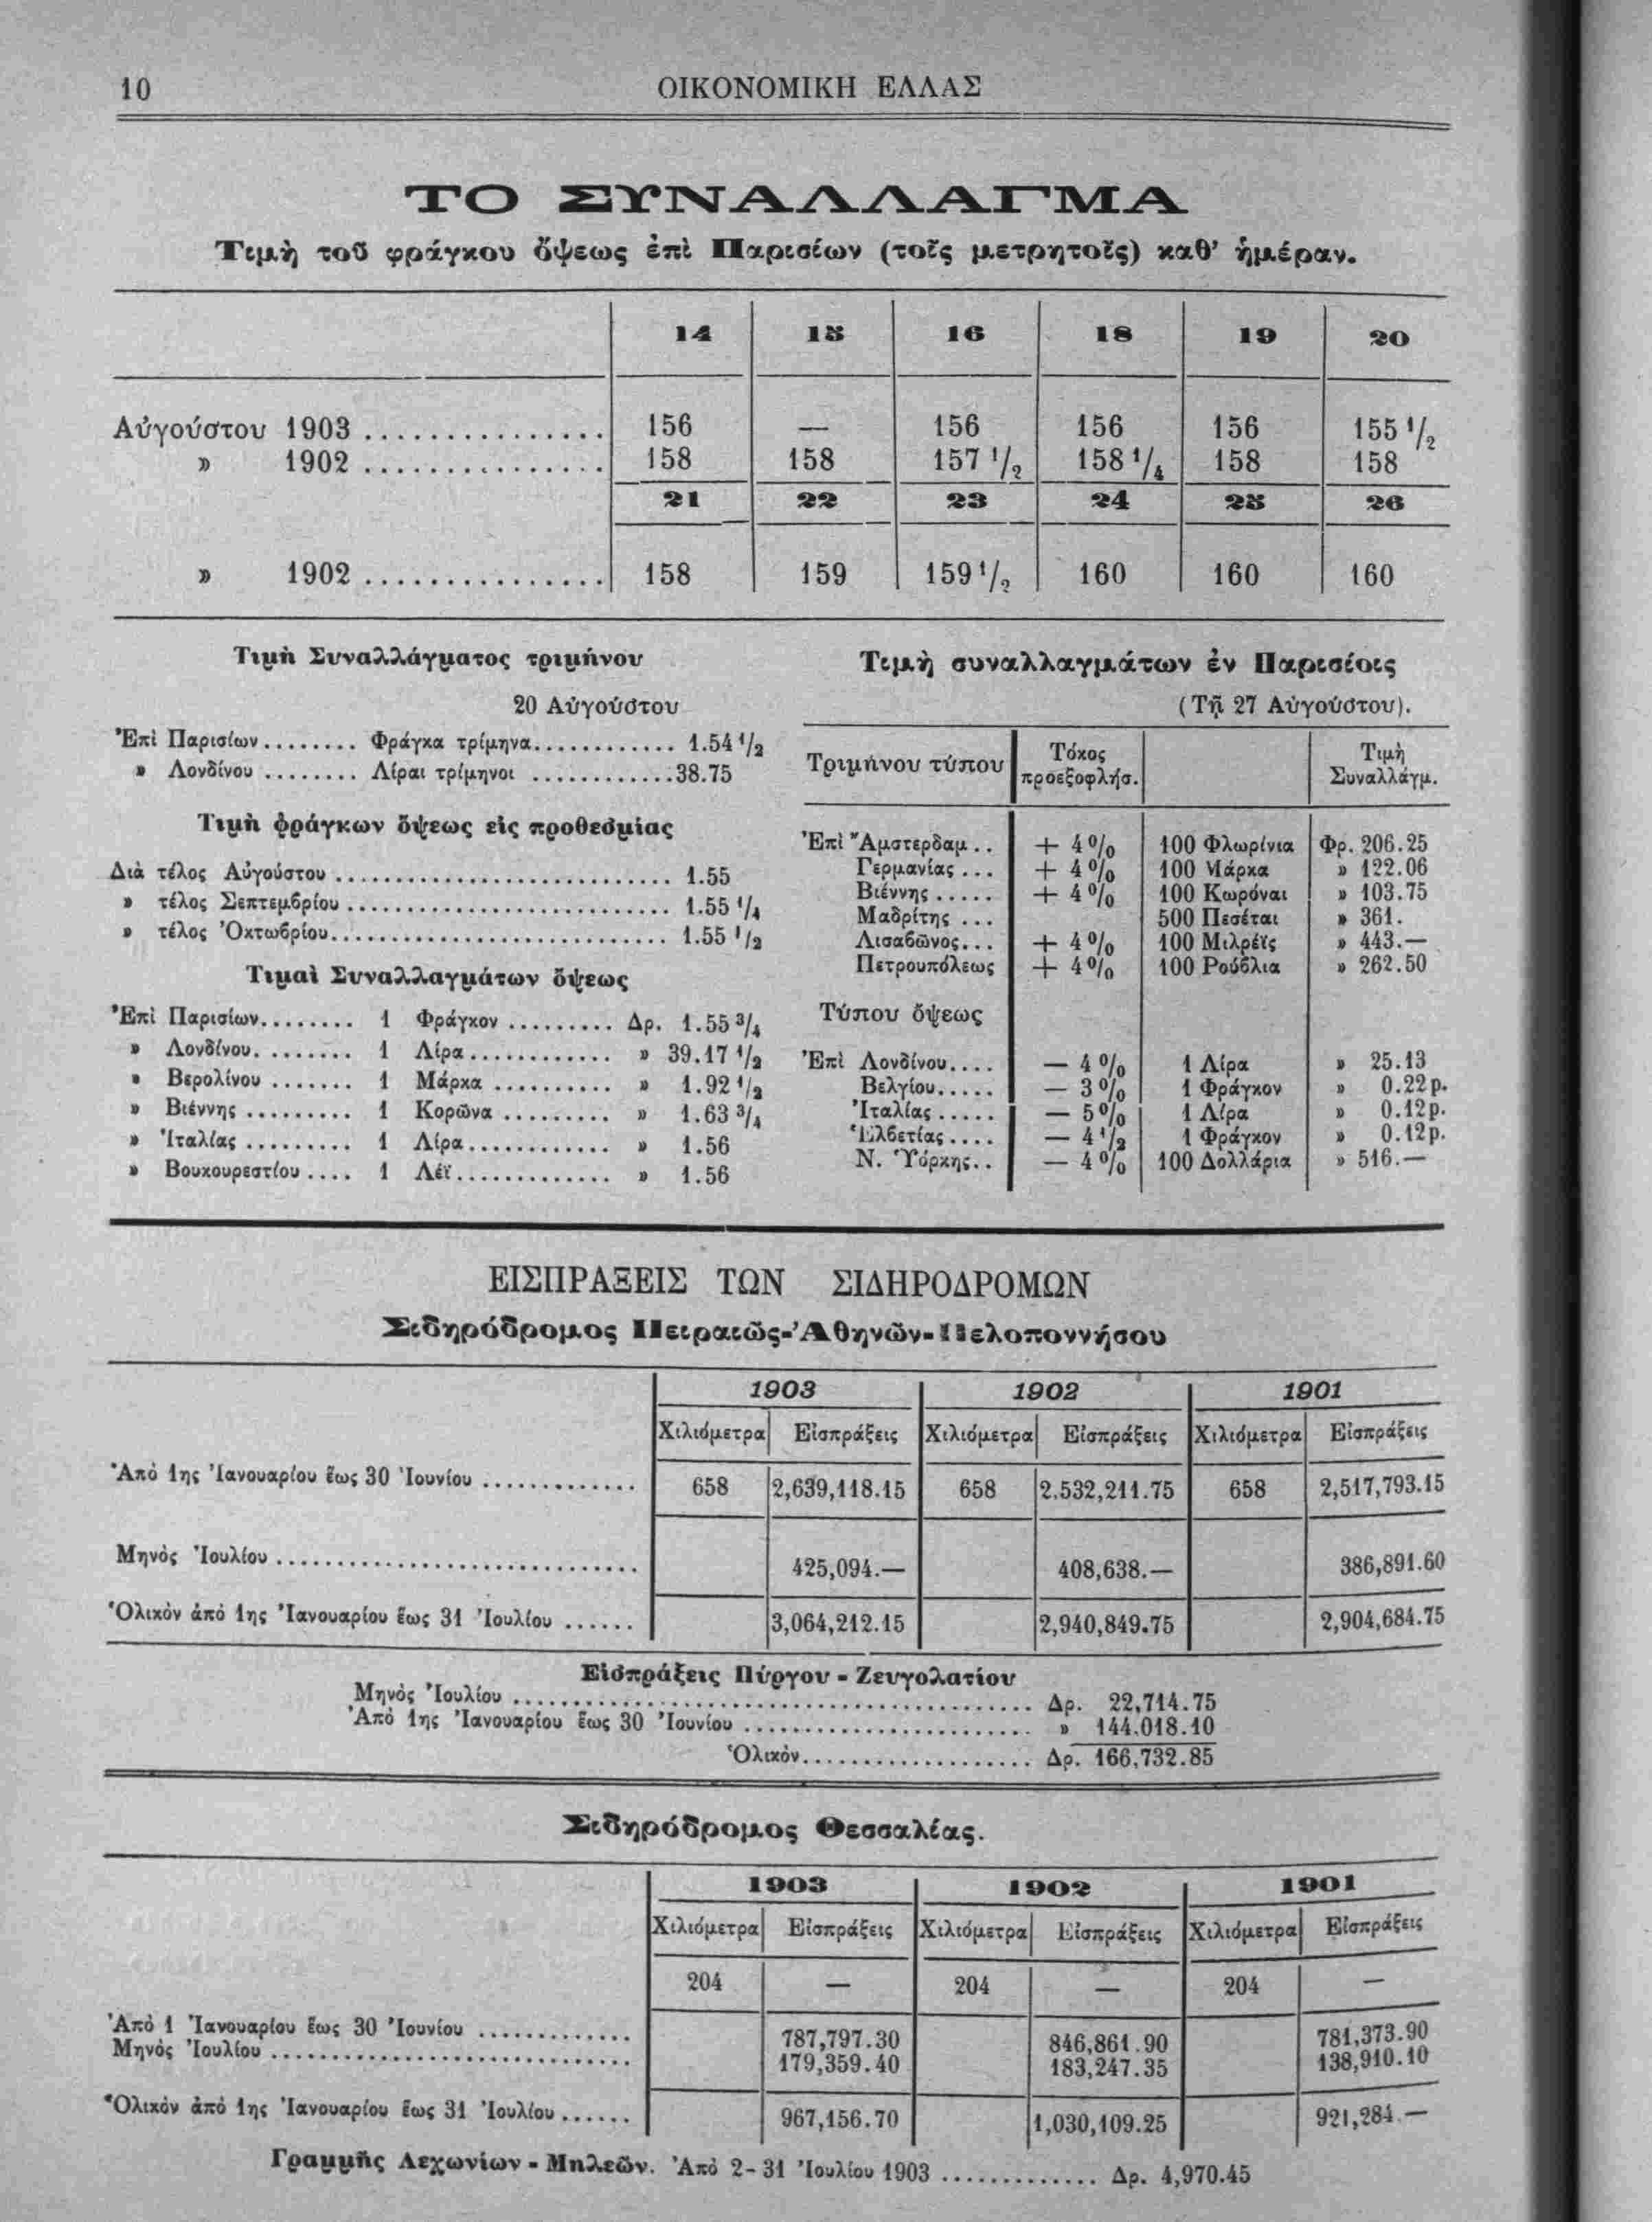 10
ΟΙΚΟΝΟΜΙΚΗ ΕΛΛΑΣ
ΤΟ ΣΥΝΑΛΛΑΓΜΑ
Τιμὴ τοῦ φράγκου ὄψεως ἐπὶ Παρισίων (τοῖς μετρητοῖς) καθ' ἡμέραν.
14 15 16 18 19 20
Αὐγούστου 1903 ............... 156 — 156 156 156 155 1/2
» 1902 ............... 158 158 157 1/2 158 1/4 158 158
21 22 23 24 25 26
» 1902 ............... 158 159 159 1/2 160 160 160
Τιμὴ Συναλλάγματος τριμήνου
20 Αὐγούστου
Ἐπὶ Παρισίων........ Φράγκα τρίμηνα............ 1.54 1/2
» Λονδίνου ........ Λίραι τρίμηνοι ............38.75
Τιμὴ φράγκων ὄψεως εἰς προθεσμίας
Διὰ τέλος Αὐγούστου ............................ 1.55
» τέλος Σεπτεμβρίου ........................... 1.55 1/4
» τέλος Ὀκτωβρίου............................ 1.55 1/2
Τιμαὶ Συναλλαγμάτων ὄψεως
Ἐπὶ Παρισίων........ 1 Φράγκον ......... Δρ. 1.55 3/4
» Λονδίνου........ 1 Λίρα............ » 39.17 1/2
» Βερολίνου ....... 1 Μάρκα .......... » 1.92 1/2
» Βιέννης ......... 1 Κορῶνα ......... » 1.63 3/4
» Ἰταλίας ......... 1 Λίρα............ » 1.56
» Βουκουρεστίου .... 1 Λέϊ............. » 1.56
Τιμὴ συναλλαγμάτων ἐν Παρισίοις
(Τῇ 27 Αὐγούστου).
Τριμήνου τύπου Τόκος προεξοφλήσ. Τιμὴ Συναλλάγμ.
Ἐπὶ Ἄμστερδαμ.. + 4 0/0 100 Φλωρίνια Φρ. 206.25
Γερμανίας ... + 4 0/0 100 Μάρκα » 122.06
Βιέννης ..... + 4 0/0 100 Κωρόναι » 103.75
Μαδρίτης ... 500 Πεσέται » 361.
Λισαβῶνος... + 4 0/0 100 Μιλρέϊς » 443.—
Πετρουπόλεως + 4 0/0 100 Ρούβλια » 262.50
Τύπου ὄψεως
Ἐπὶ Λονδίνου.... — 4 0/0 1 Λίρα » 25.13
Βελγίου..... — 3 0/0 1 Φράγκον » 0.22 p.
Ἰταλίας ..... — 5 0/0 1 Λίρα » 0.12 p.
Ἑλβετίας .... — 4 1/2 1 Φράγκον » 0.12 p.
Ν. Ὑόρκης.. — 4 0/0 100 Δολλάρια » 516.—
ΕΙΣΠΡΑΞΕΙΣ ΤΩΝ ΣΙΔΗΡΟΔΡΟΜΩΝ
Σιδηρόδρομος Πειραιῶς-Ἀθηνῶν-Πελοποννήσου
1903 1902 1901
Χιλιόμετρα Εἰσπράξεις Χιλιόμετρα Εἰσπράξεις Χιλιόμετρα Εἰσπράξεις
Ἀπὸ 1ης Ἰανουαρίου ἕως 30 Ἰουνίου ............. 658 2,639,118.15 658 2.532,211.75 658 2,517,793.15
Μηνὸς Ἰουλίου .............................. 425,094.— 408,638.— 386,891.60
Ὁλικὸν ἀπὸ 1ης Ἰανουαρίου ἕως 31 Ἰουλίου ...... 3,064,212.15 2,940,849.75 2,904,684.75
Εἰσπράξεις Πύργου - Ζευγολατίου
Μηνὸς Ἰουλίου ........................................... Δρ. 22,714.75
Ἀπὸ 1ης Ἰανουαρίου ἕως 30 Ἰουνίου ........................ » 144.018.10
Ὁλικὸν................... Δρ. 166,732.85
Σιδηρόδρομος Θεσσαλίας.
1903 1902 1901
Χιλιόμετρα Εἰσπράξεις Χιλιόμετρα Εἰσπράξεις Χιλιόμετρα Εἰσπράξεις
204 — 204 — 204 —
Ἀπὸ 1 Ἰανουαρίου ἕως 30 Ἰουνίου ............. 787,797.30 846,861.90 781,373.90
Μηνὸς Ἰουλίου .............................. 179,359.40 183,247.35 138,910.10
Ὁλικὸν ἀπὸ 1ης Ἰανουαρίου ἕως 31 Ἰουλίου ...... 967,156.70 1,030,109.25 921,284.—
Γραμμῆς Λεχωνίων - Μηλεῶν. Ἀπὸ 2-31 Ἰουλίου 1903 ............. Δρ. 4,970.45